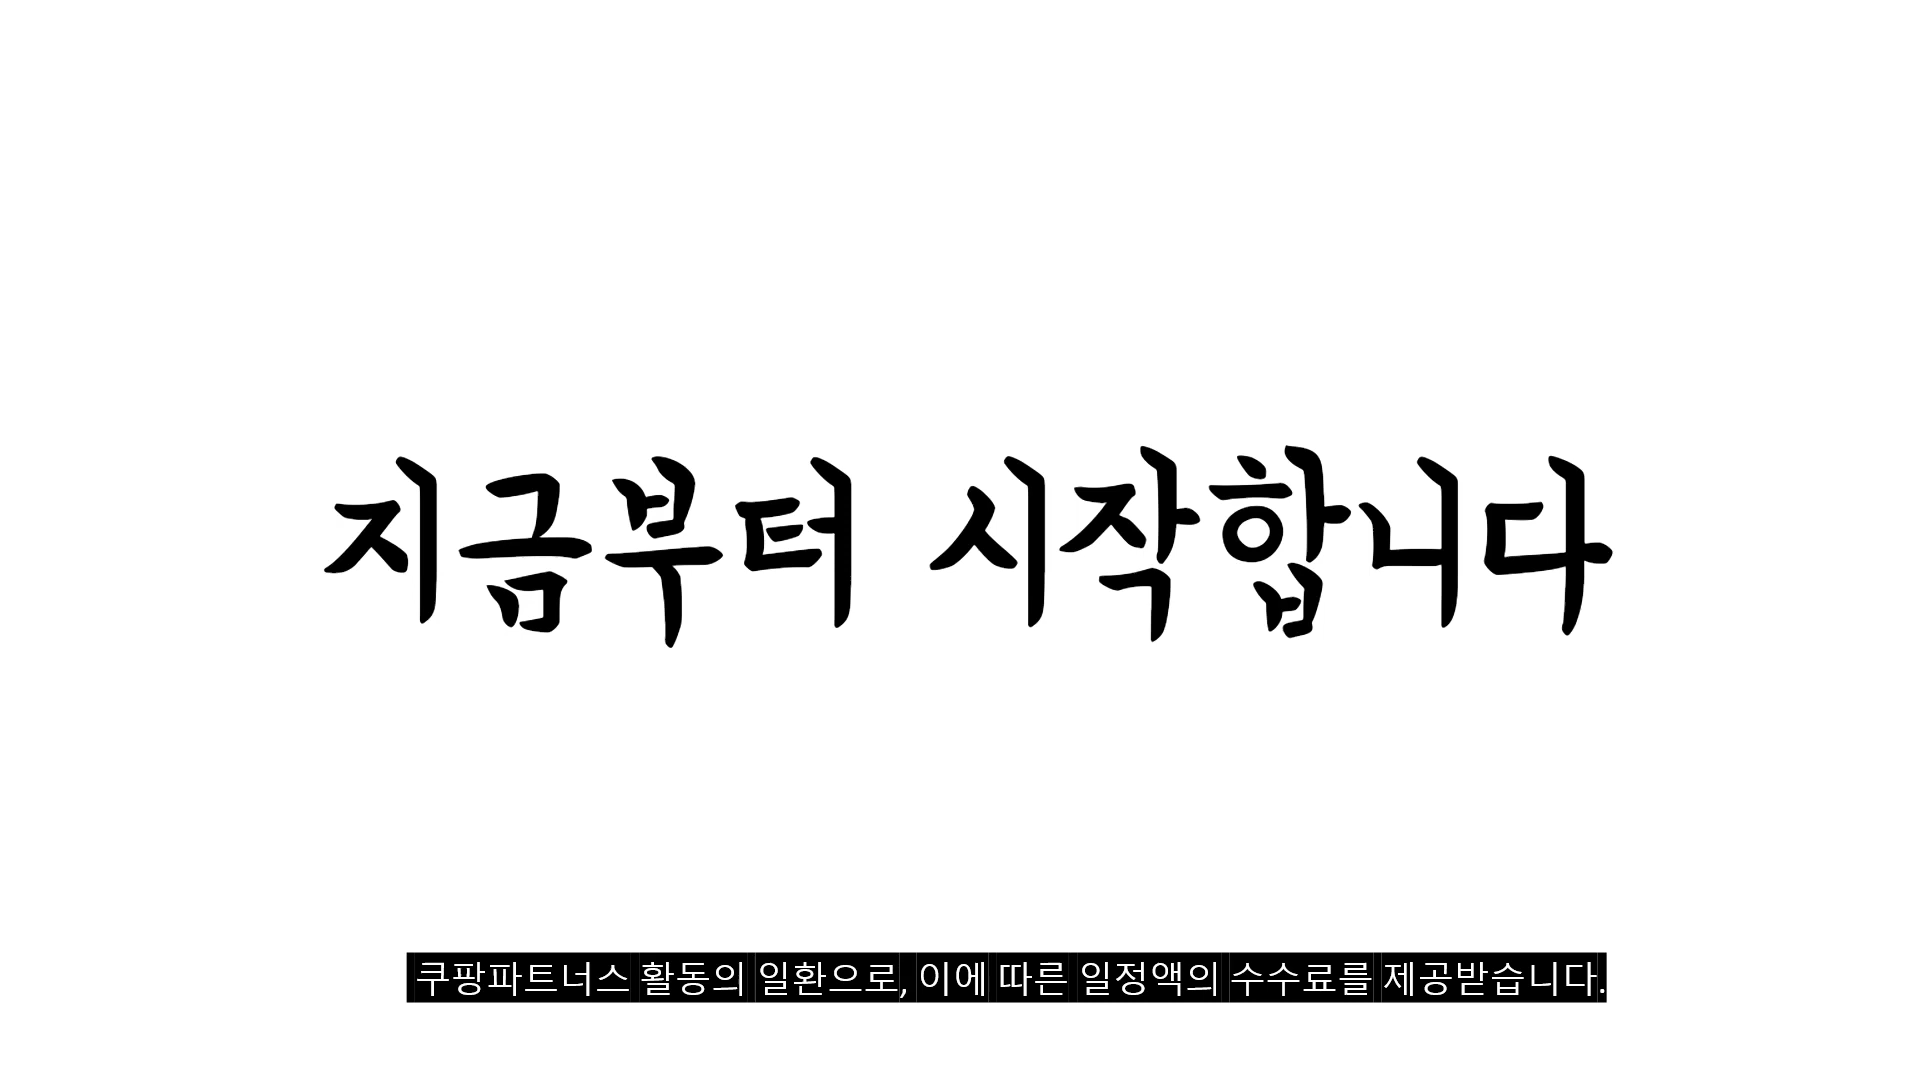 지금부터 시작합니다
쿠팡파트너스 활동의 일환으로, 이에 따른 일정액의 수수료를 제공받습니다.